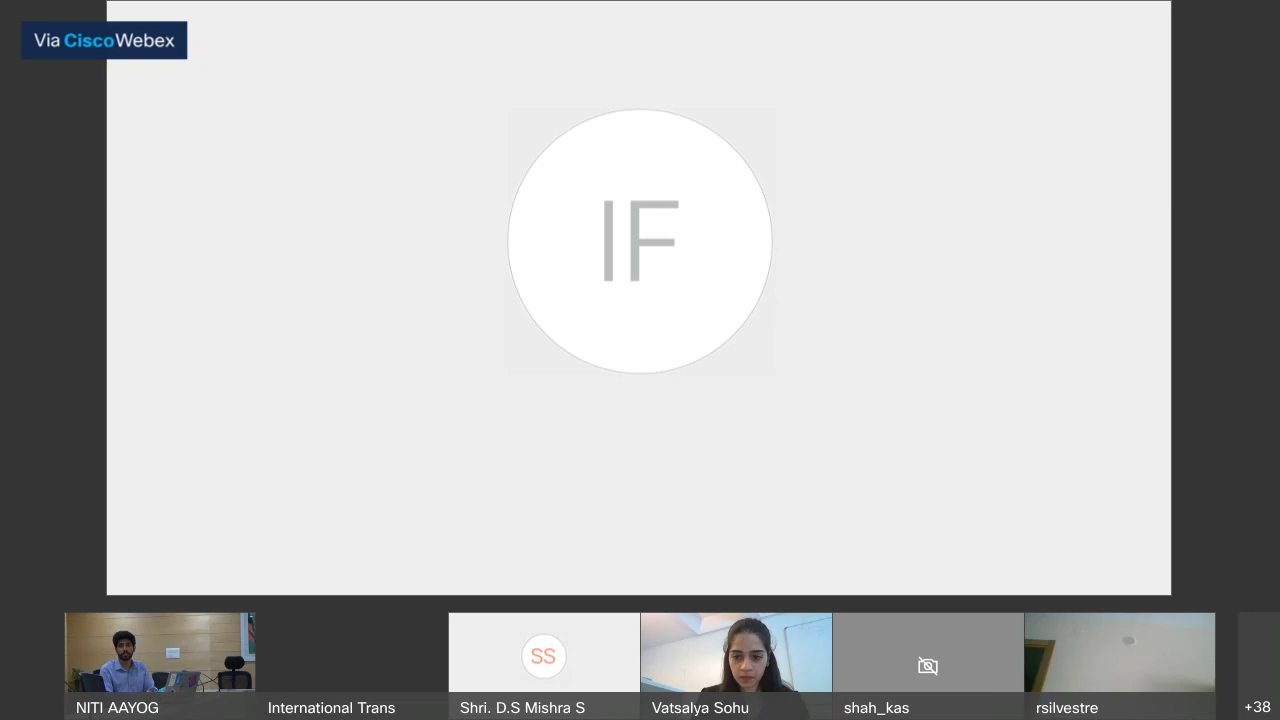 Via CiscoWebex
IF
SS
NITI AAYOG
International Trans
Shri. D.S Mishra S
Vatsalya Sohu
shah_kas
rsilvestre
+38